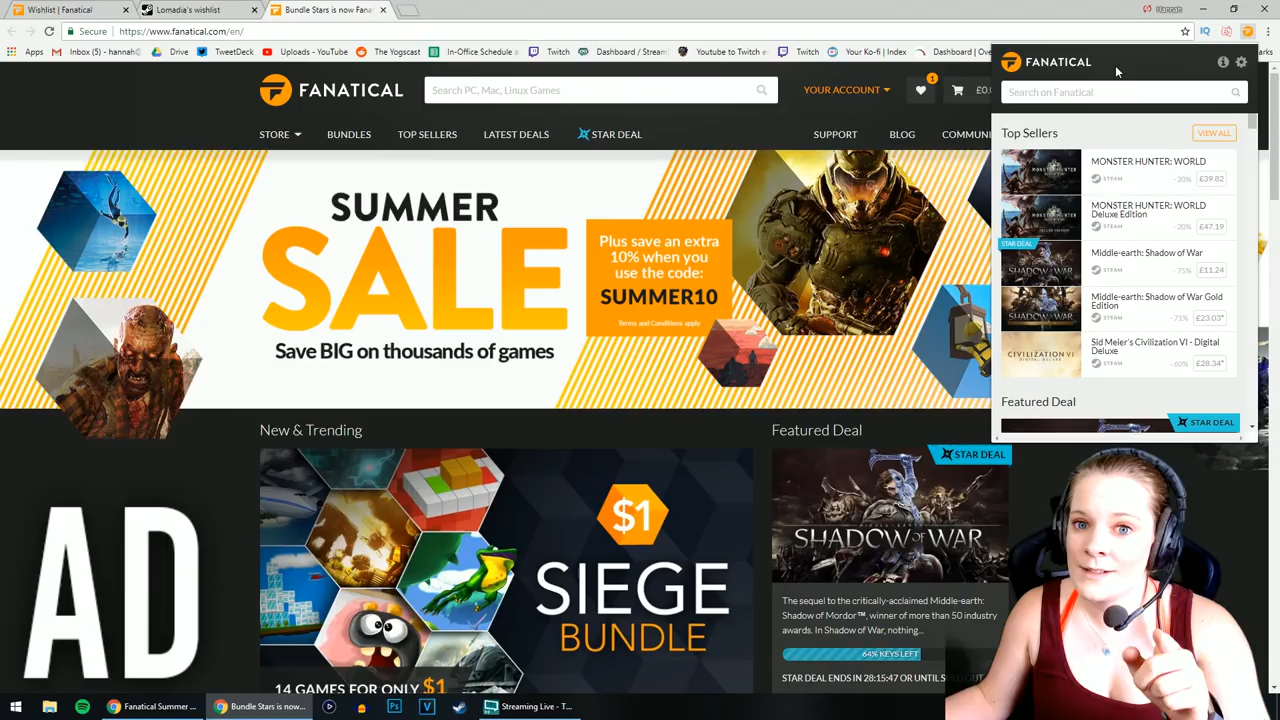 Wishlist | Fanatical
Lomadia's wishlist
Bundle Stars is now Fana
Hannah
Secure
https://www.fanatical.com/en/
Apps
Inbox (5) - hannah
Drive
TweetDeck
Uploads - YouTube
The Yogscast
In-Office Schedule
Twitch
Dashboard / Stream
Youtube to Twitch e
Twitch
Your Ko-fi | Index
Dashboard | Ove
FANATICAL
Search PC, Mac, Linux Games
YOUR ACCOUNT
1
£0.
STORE
BUNDLES
TOP SELLERS
LATEST DEALS
STAR DEAL
SUPPORT
BLOG
COMMUNI
SUMMER
SALE
Save BIG on thousands of games
Plus save an extra
10% when you
use the code:
SUMMER10
Terms and Conditions apply
FANATICAL
Search on Fanatical
Top Sellers
VIEW ALL
MONSTER HUNTER: WORLD
STEAM
-20%
£39.82
MONSTER HUNTER: WORLD
Deluxe Edition
STEAM
-20%
£47.19
STAR DEAL
Middle-earth: Shadow of War
STEAM
-75%
£11.24
Middle-earth: Shadow of War Gold
Edition
STEAM
-71%
£23.03*
Sid Meier's Civilization VI - Digital
Deluxe
STEAM
-60%
£28.34*
CIVILIZATION VI
Featured Deal
STAR DEAL
New & Trending
$1
SIEGE
BUNDLE
14 GAMES FOR ONLY $1
Featured Deal
STAR DEAL
SHADOW OF WAR
The sequel to the critically-acclaimed Middle-earth:
Shadow of Mordor™, winner of more than 50 industry
awards. In Shadow of War, nothing...
64% KEYS LEFT
STAR DEAL ENDS IN 28:15:47 OR UNTIL
AD
Fanatical Summer ...
Bundle Stars is now...
Streaming Live - T...